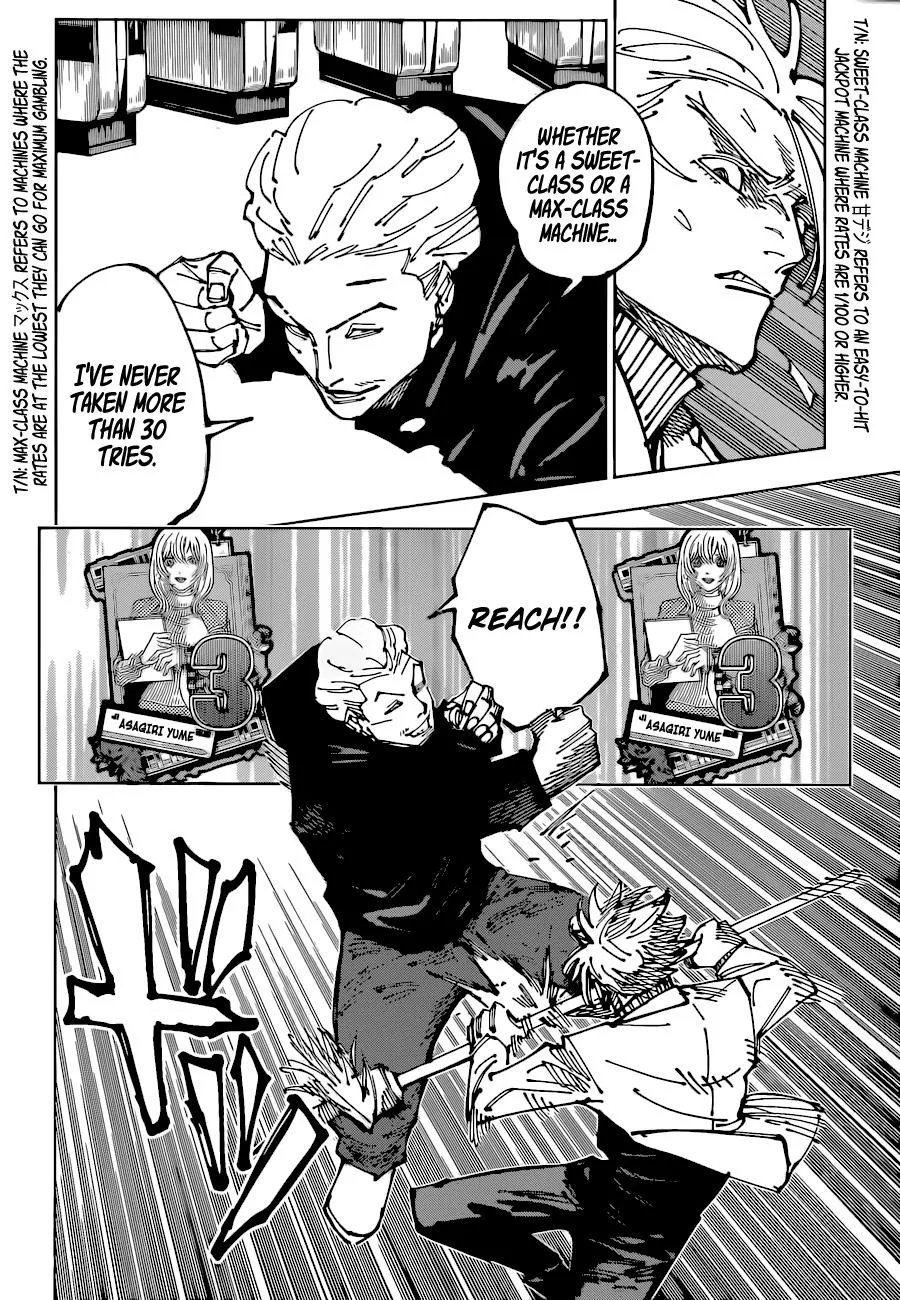 T/N: SWEET-CLASS MACHINE 甘デジ REFERS TO AN EASY-TO-HIT
JACKPOT MACHINE WHERE RATES ARE 1/100 OR HIGHER.
WHETHER
IT'S A SWEET-
CLASS OR A
MAX-CLASS
MACHINE...
I'VE NEVER
TAKEN MORE
THAN 30
TRIES.
T/N: MAX-CLASS MACHINE マックス REFERS TO MACHINES WHERE THE
RATES ARE AT THE LOWEST THEY CAN GO FOR MAXIMUM GAMBLING.
REACH!!
3
"ASAGIRI YUME"
3
"ASAGIRI YUME"